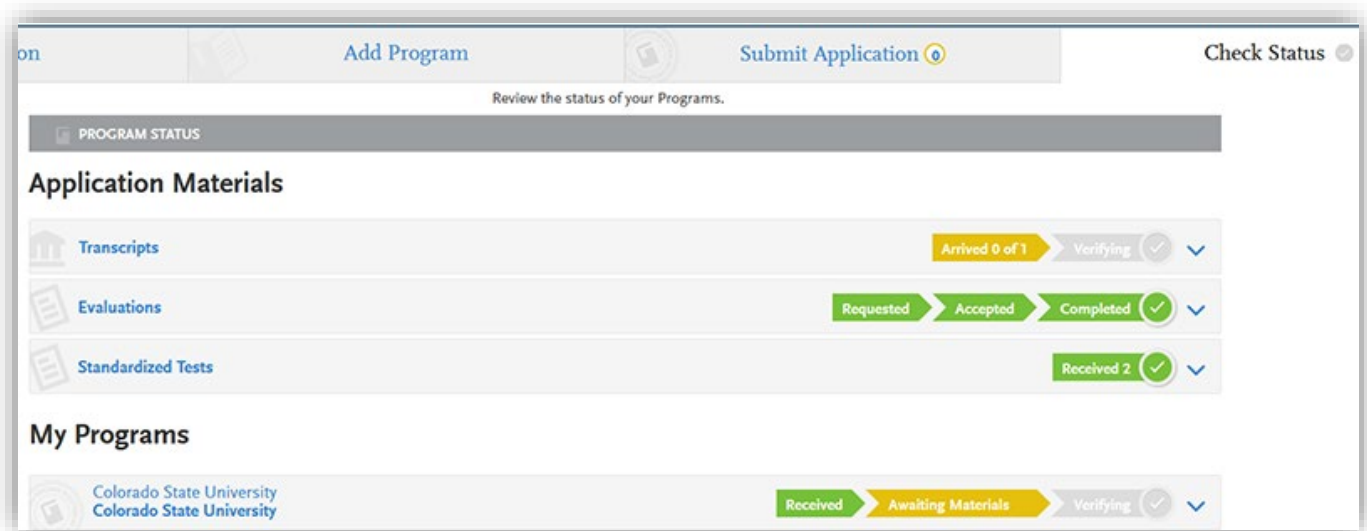 on
Add Program
Submit Application 0
Check Status
Review the status of your Programs.
PROGRAM STATUS
Application Materials
Transcripts
Arrived 0 of 1
Verifying
Evaluations
Requested
Accepted
Completed
Standardized Tests
Received 2
My Programs
Colorado State University
Colorado State University
Received
Awaiting Materials
Verifying